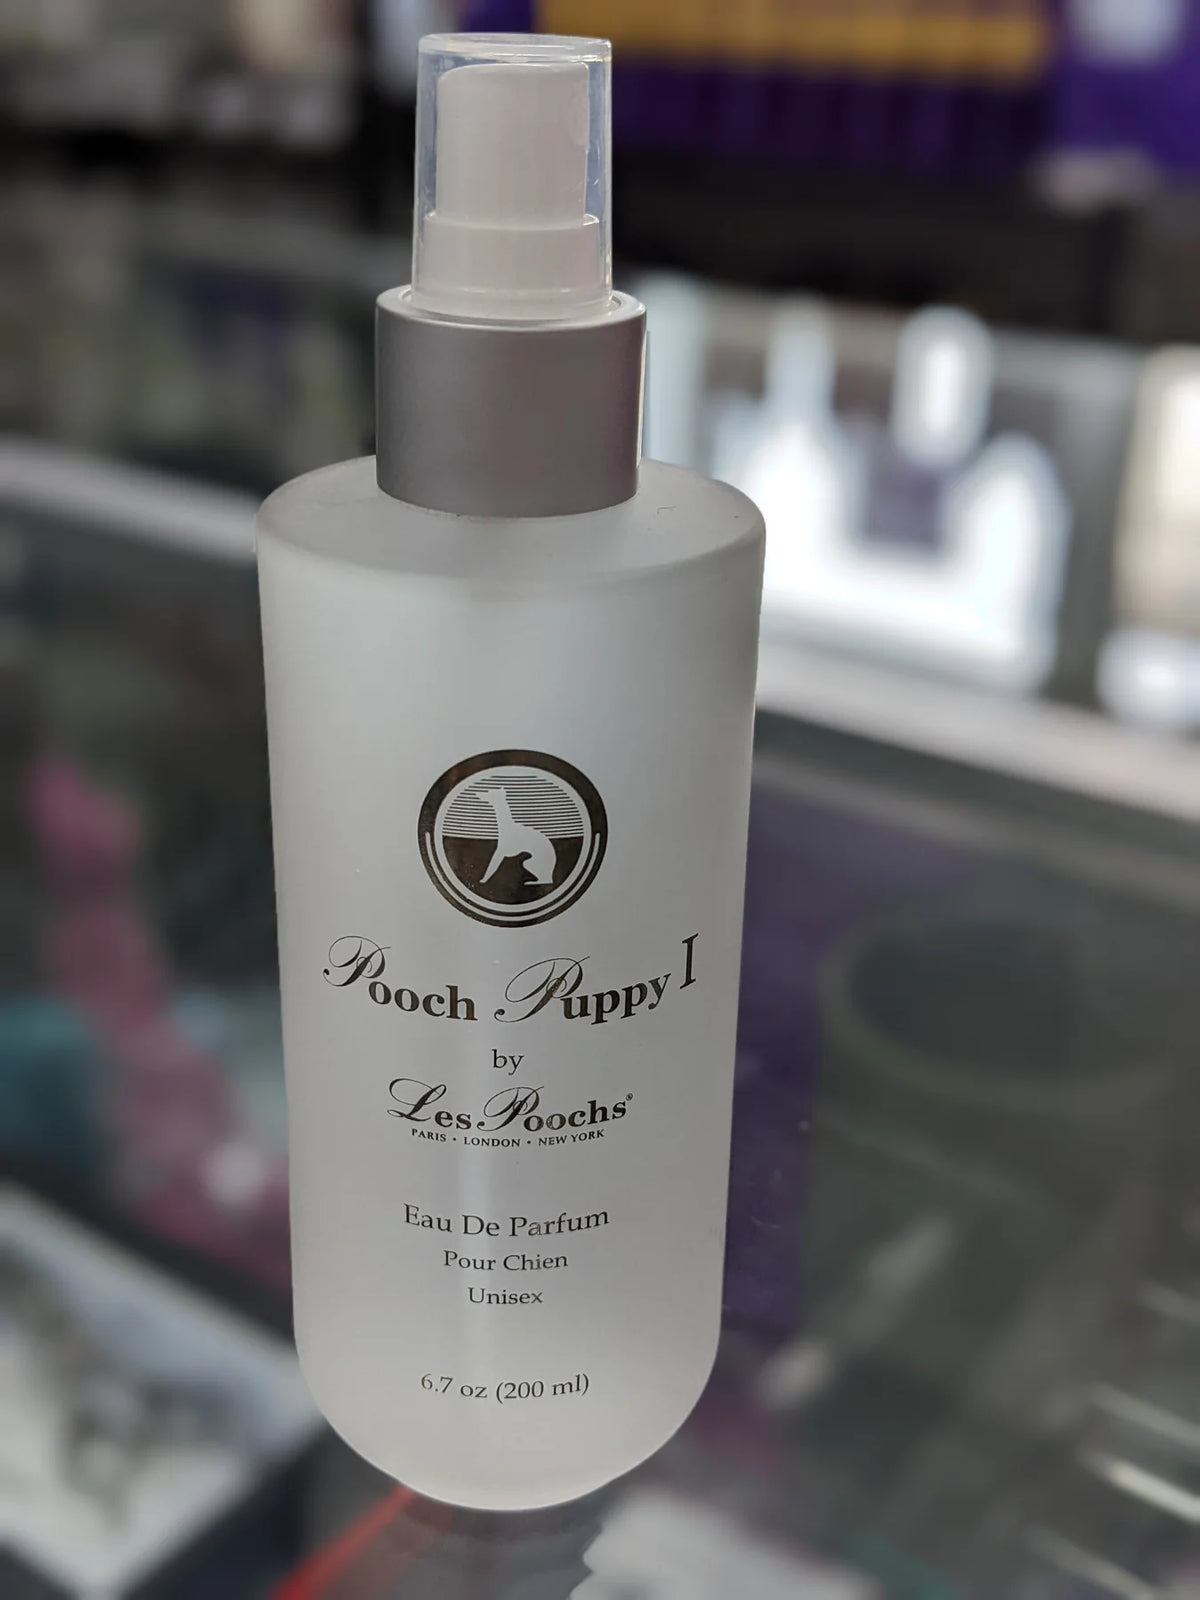 Pooch Puppy I
by
Les Poochs®
PARIS • LONDON • NEW YORK
Eau De Parfum
Pour Chien
Unisex
6.7 oz (200 ml)